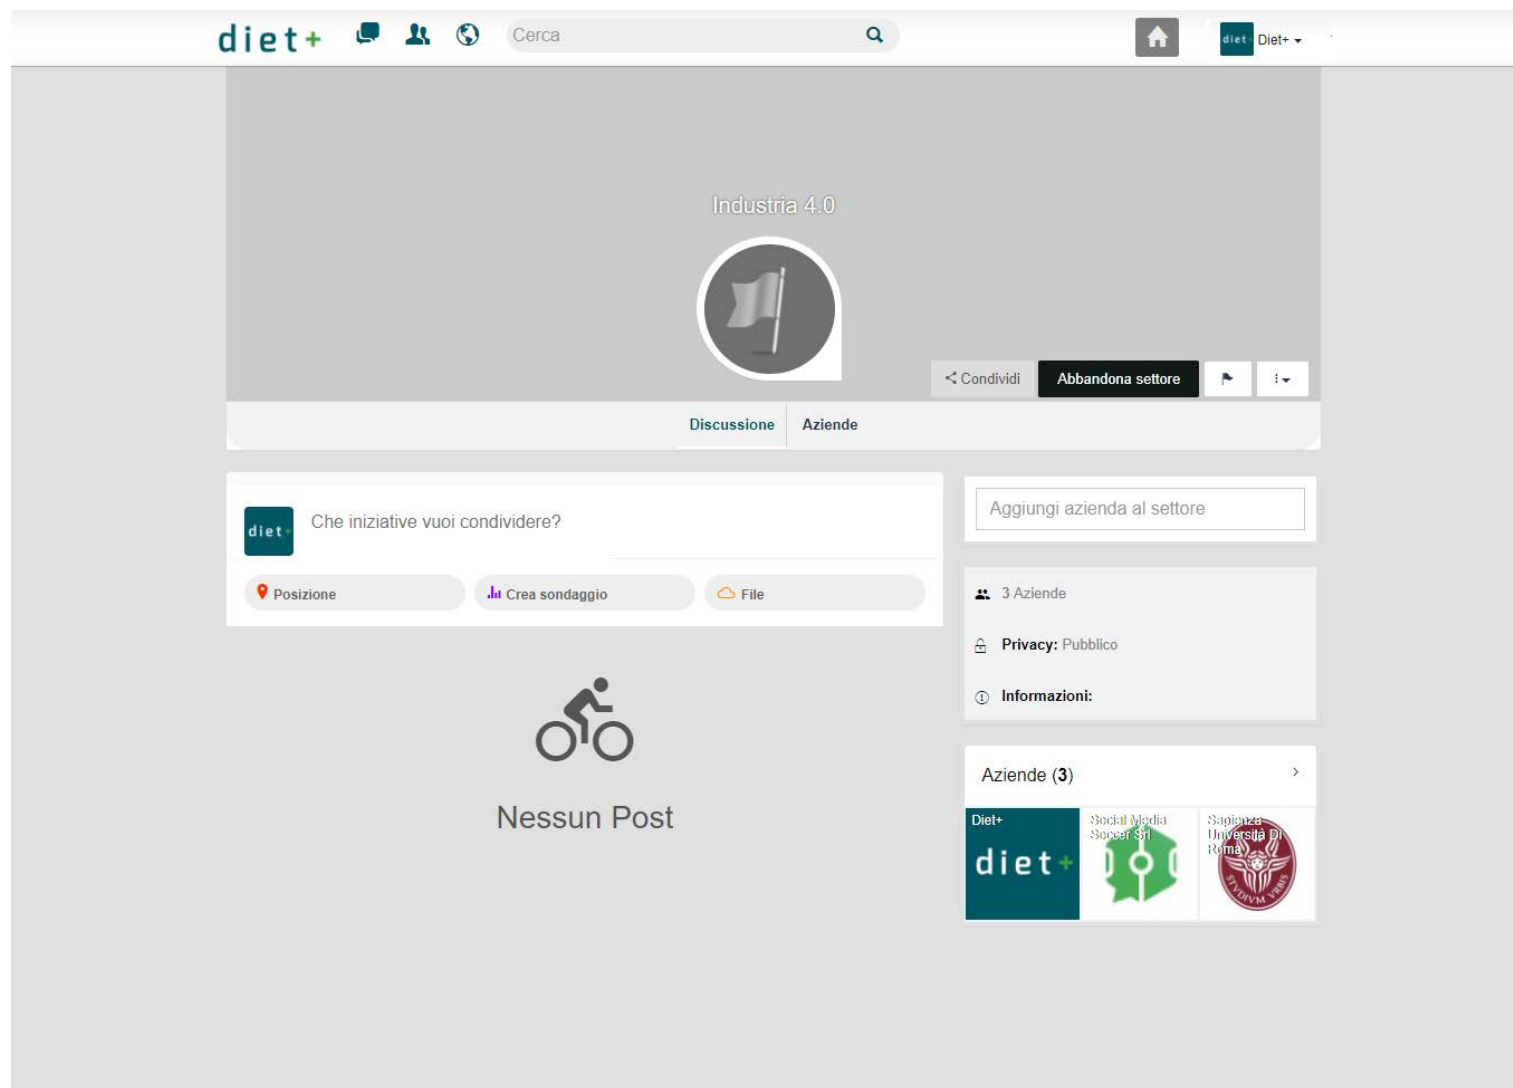 diet+
Cerca
diet+
Diet+
Industria 4.0
Condividi
Abbandona settore
Discussione
Aziende
diet+
Che iniziative vuoi condividere?
Posizione
Crea sondaggio
File
Nessun Post
Aggiungi azienda al settore
3 Aziende
Privacy: Pubblico
Informazioni:
Aziende (3)
Diet+
diet+
Social Media
Soccer Srl
Sapienza
Università Di
Roma
STVDIVM VRBIS